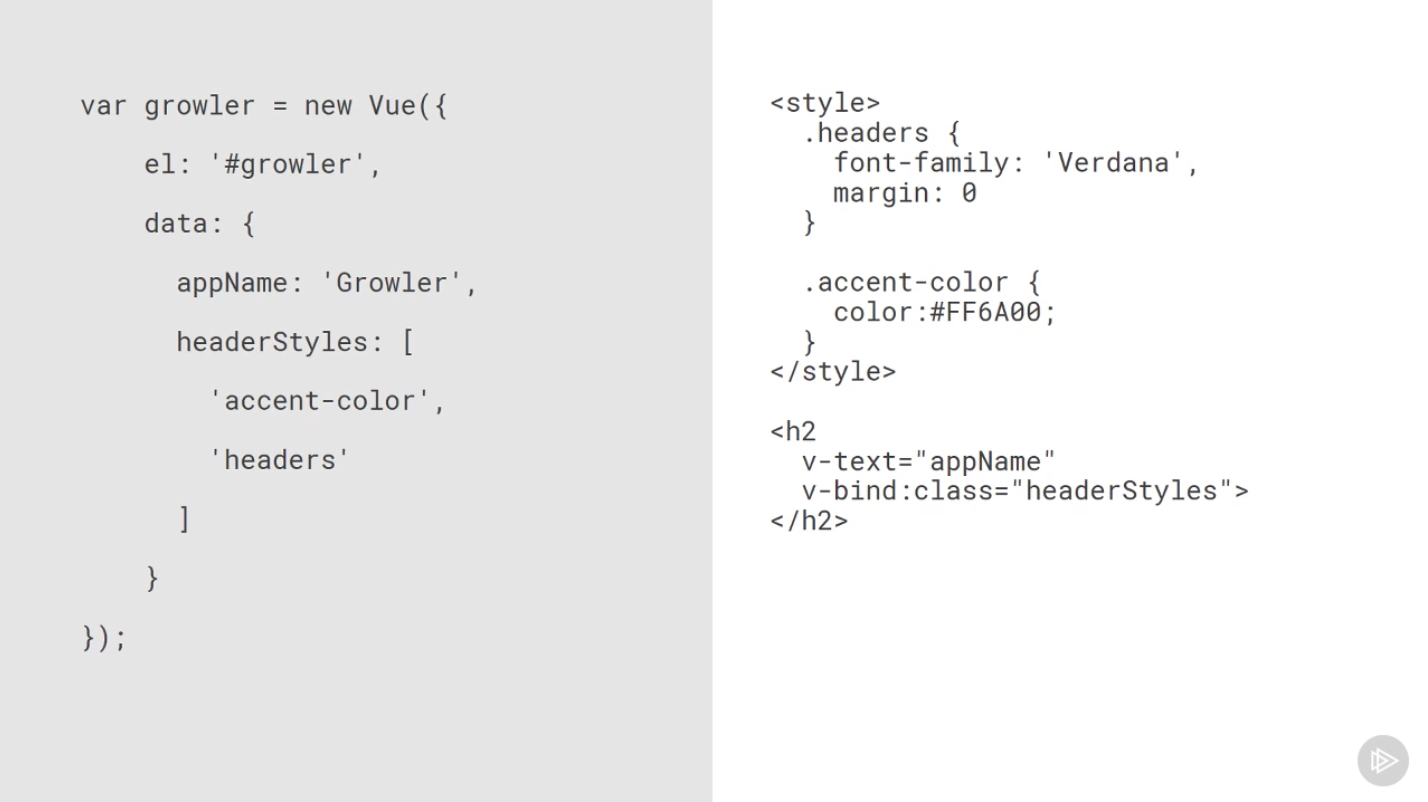 var growler = new Vue({
    el: '#growler',
    data: {
      appName: 'Growler',
      headerStyles: [
        'accent-color',
        'headers'
      ]
    }
});
<style>
  .headers {
    font-family: 'Verdana',
    margin: 0
  }
  .accent-color {
    color:#FF6A00;
  }
</style>
<h2
  v-text="appName"
  v-bind:class="headerStyles">
</h2>